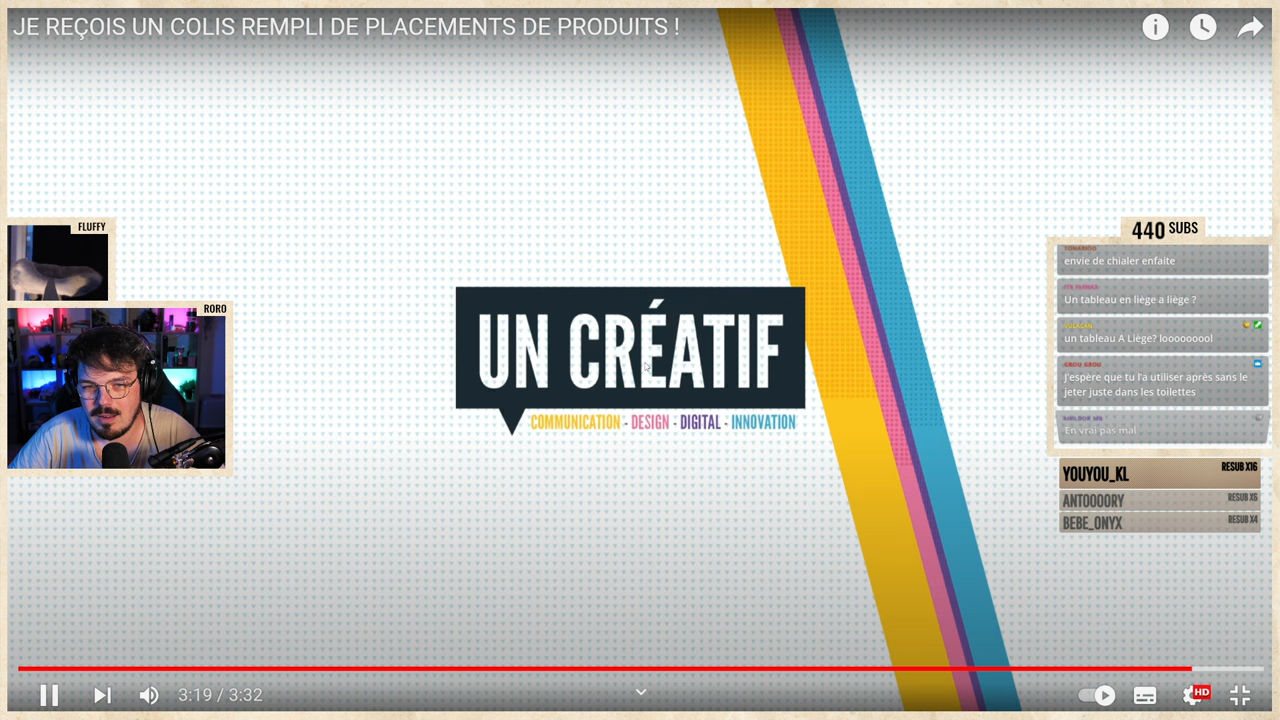 JE REÇOIS UN COLIS REMPLI DE PLACEMENTS DE PRODUITS !
FLUFFY
RORO
UN CRÉATIF
COMMUNICATION - DESIGN - DIGITAL - INNOVATION
440 SUBS
envie de chialer enfaite
Un tableau en liège a liège ?
un tableau A Liège? looooooool
GROU GROU
j'espère que tu l'a utiliser après sans le
jeter juste dans les toilettes
En vrai pas mal
YOUYOU_KL RESUB X16
ANTOOOORY RESUB X6
BEBE_ONYX RESUB X4
3:19 / 3:32
HD